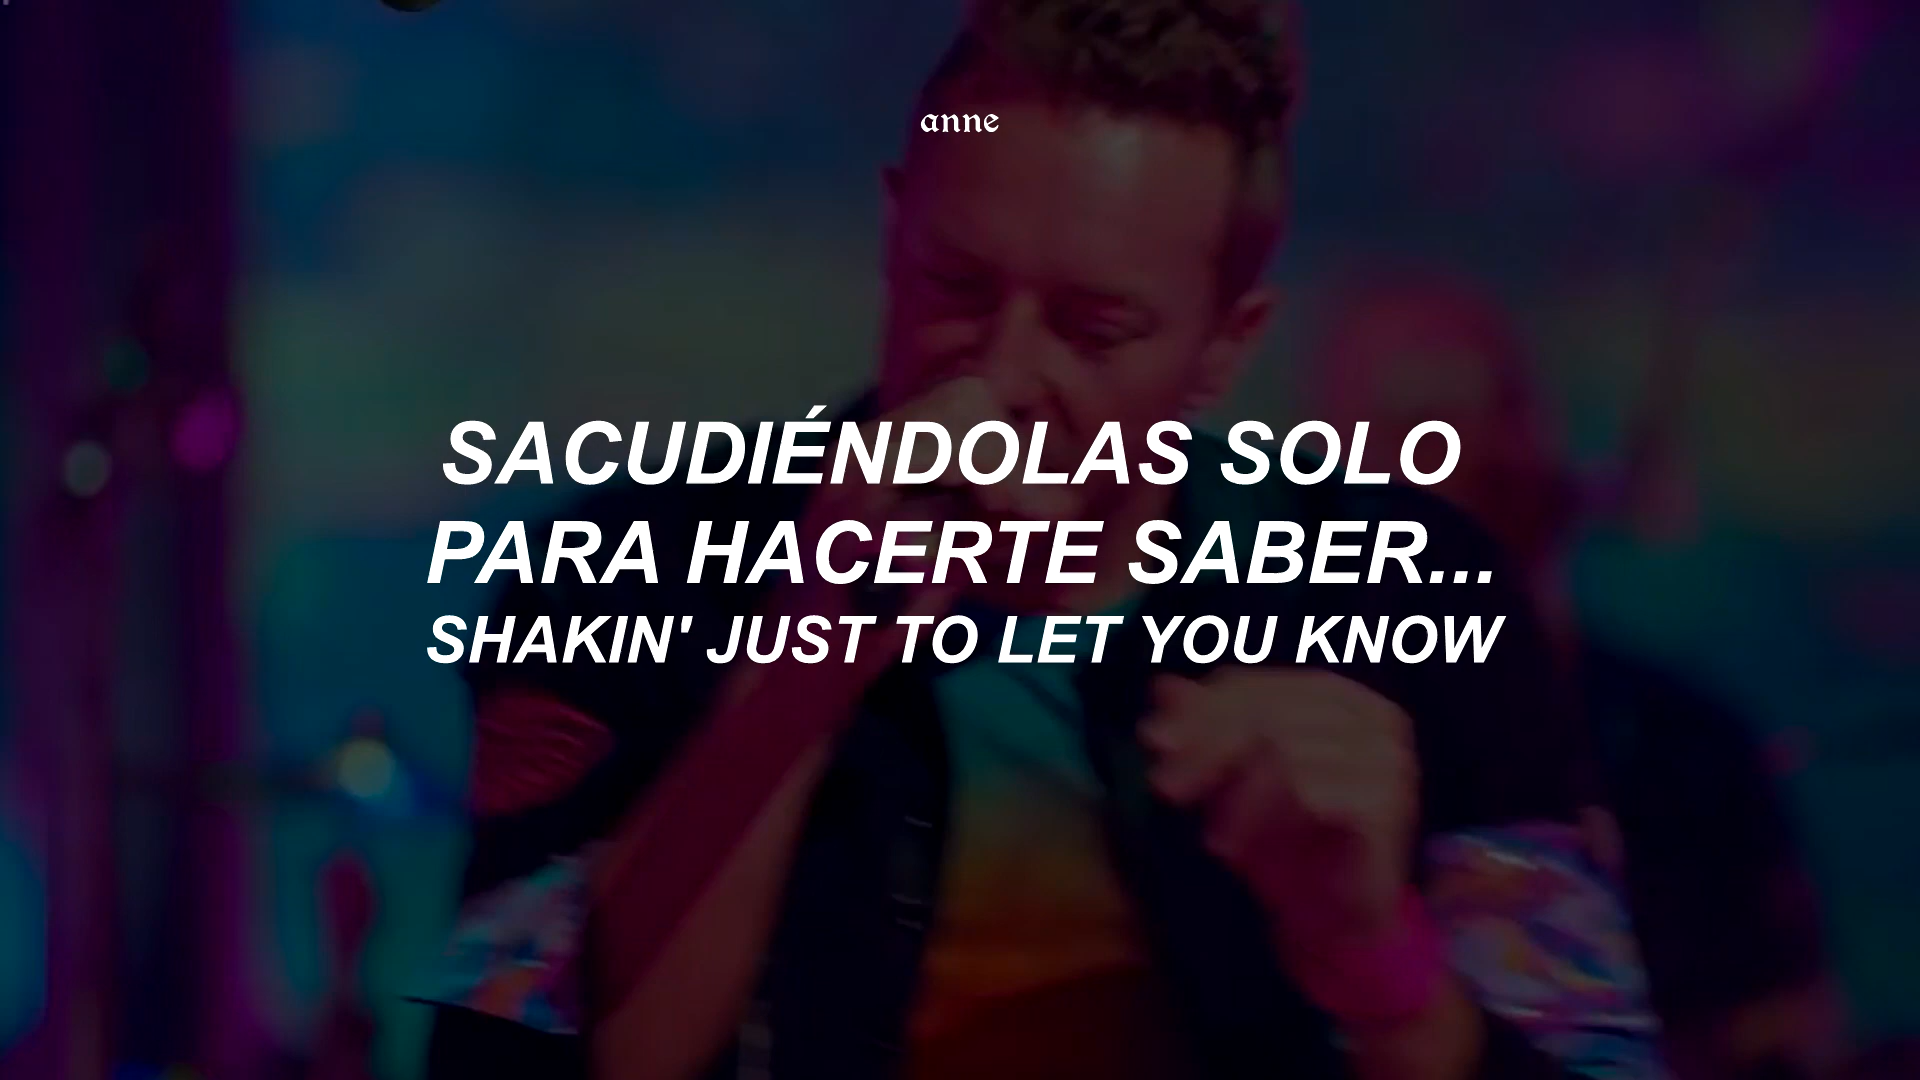 anne
SACUDIÉNDOLAS SOLO
PARA HACERTE SABER...
SHAKIN' JUST TO LET YOU KNOW